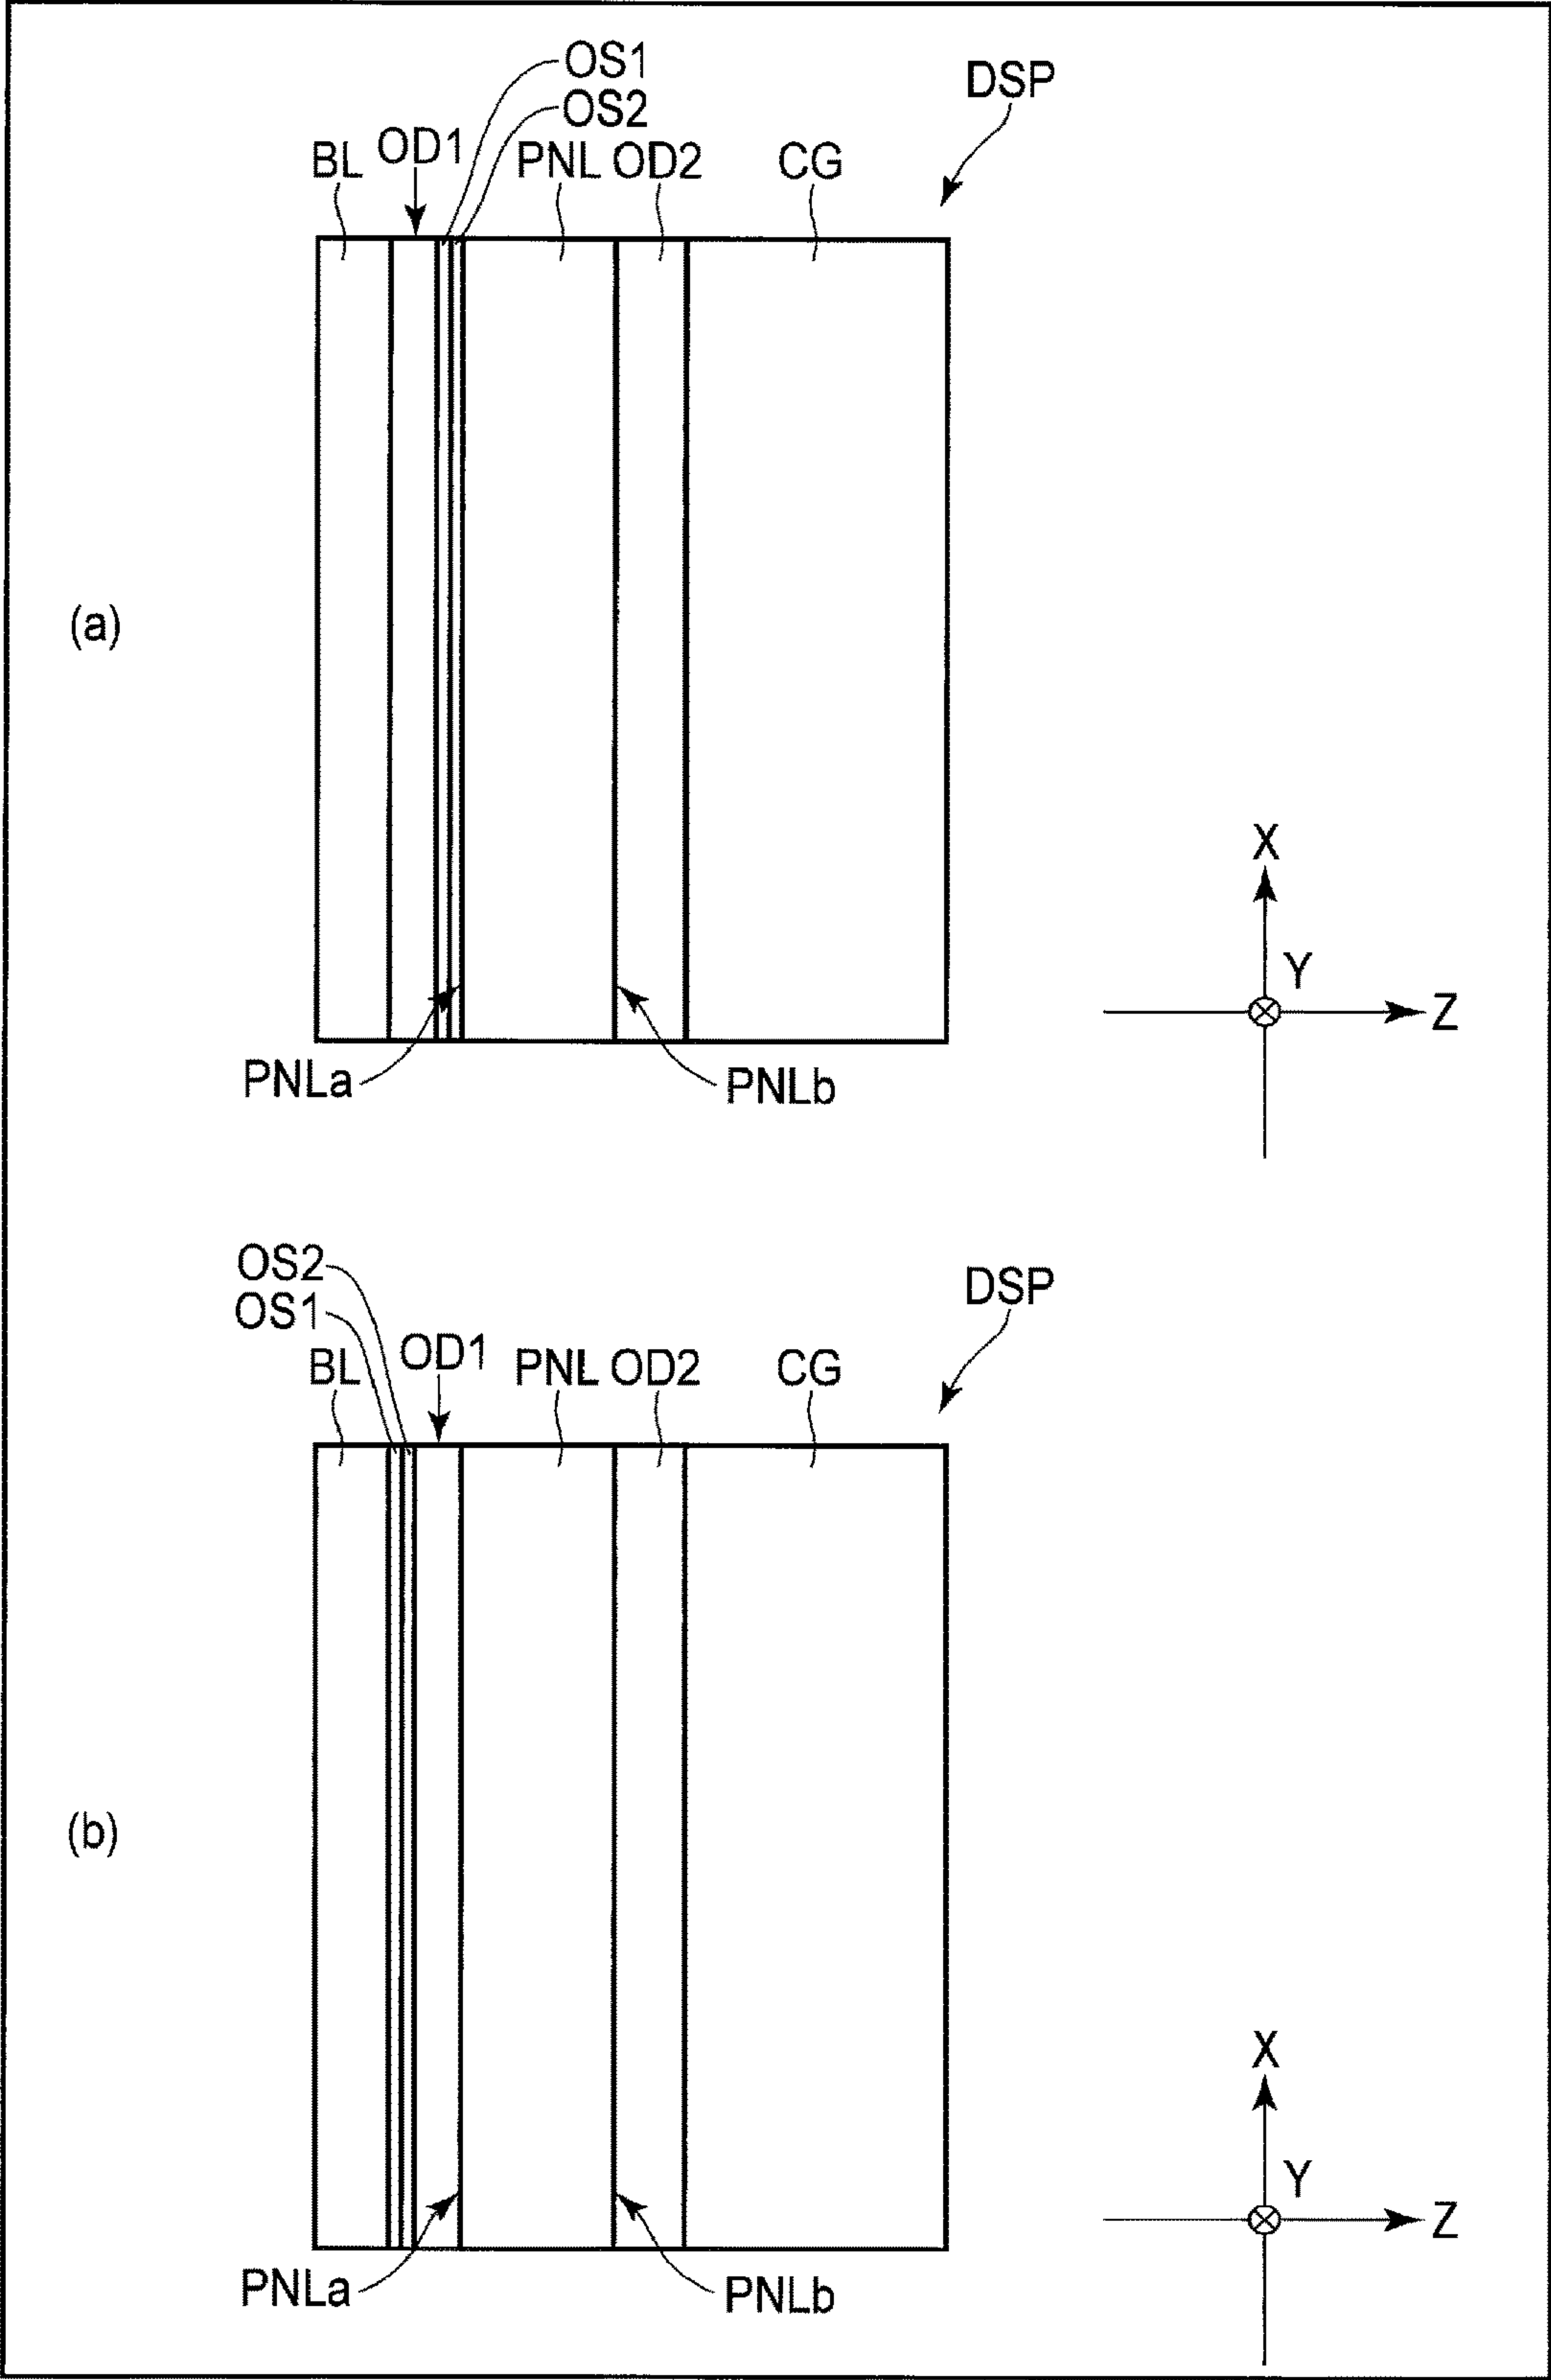 OS1
DSP
OS2
BL OD1 PNL OD2 CG
(a)
X
Y
Z
PNLa PNLb
OS2
DSP
OS1
BL OD1 PNL OD2 CG
(b)
X
Y
Z
PNLa PNLb